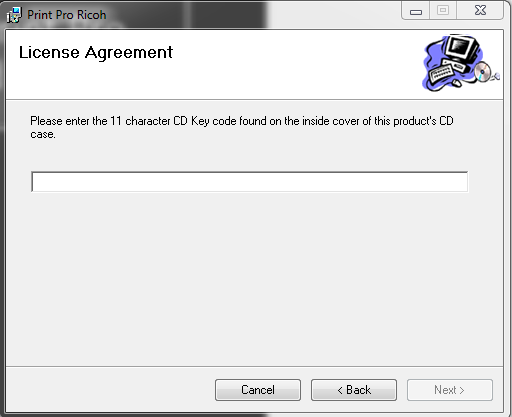 Print Pro Ricoh
License Agreement
Please enter the 11 character CD Key code found on the inside cover of this product's CD
case.
Cancel
< Back
Next >